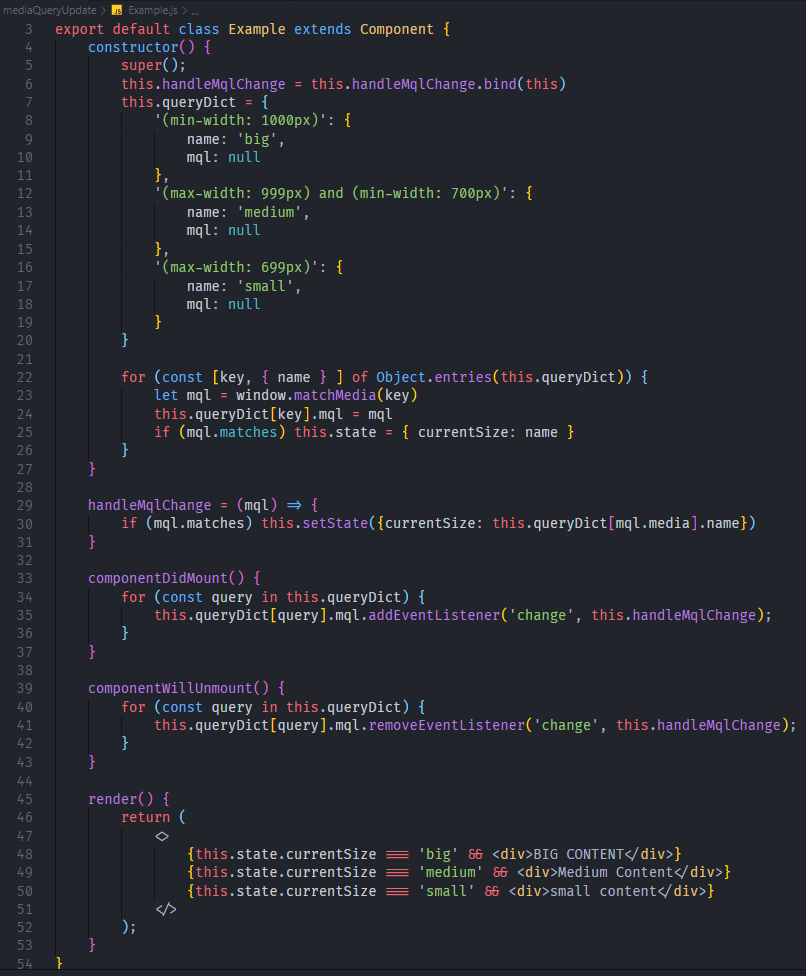 mediaQueryUpdate > JS Example.js > ...
3 export default class Example extends Component {
4     constructor() {
5         super();
6         this.handleMqlChange = this.handleMqlChange.bind(this)
7         this.queryDict = {
8             '(min-width: 1000px)': {
9                 name: 'big',
10                 mql: null
11             },
12             '(max-width: 999px) and (min-width: 700px)': {
13                 name: 'medium',
14                 mql: null
15             },
16             '(max-width: 699px)': {
17                 name: 'small',
18                 mql: null
19             }
20         }
21
22         for (const [key, { name } ] of Object.entries(this.queryDict)) {
23             let mql = window.matchMedia(key)
24             this.queryDict[key].mql = mql
25             if (mql.matches) this.state = { currentSize: name }
26         }
27     }
28
29     handleMqlChange = (mql) => {
30         if (mql.matches) this.setState({currentSize: this.queryDict[mql.media].name})
31     }
32
33     componentDidMount() {
34         for (const query in this.queryDict) {
35             this.queryDict[query].mql.addEventListener('change', this.handleMqlChange);
36         }
37     }
38
39     componentWillUnmount() {
40         for (const query in this.queryDict) {
41             this.queryDict[query].mql.removeEventListener('change', this.handleMqlChange);
42         }
43     }
44
45     render() {
46         return (
47             <>
48                 {this.state.currentSize === 'big' && <div>BIG CONTENT</div>}
49                 {this.state.currentSize === 'medium' && <div>Medium Content</div>}
50                 {this.state.currentSize === 'small' && <div>small content</div>}
51             </>
52         );
53     }
54 }